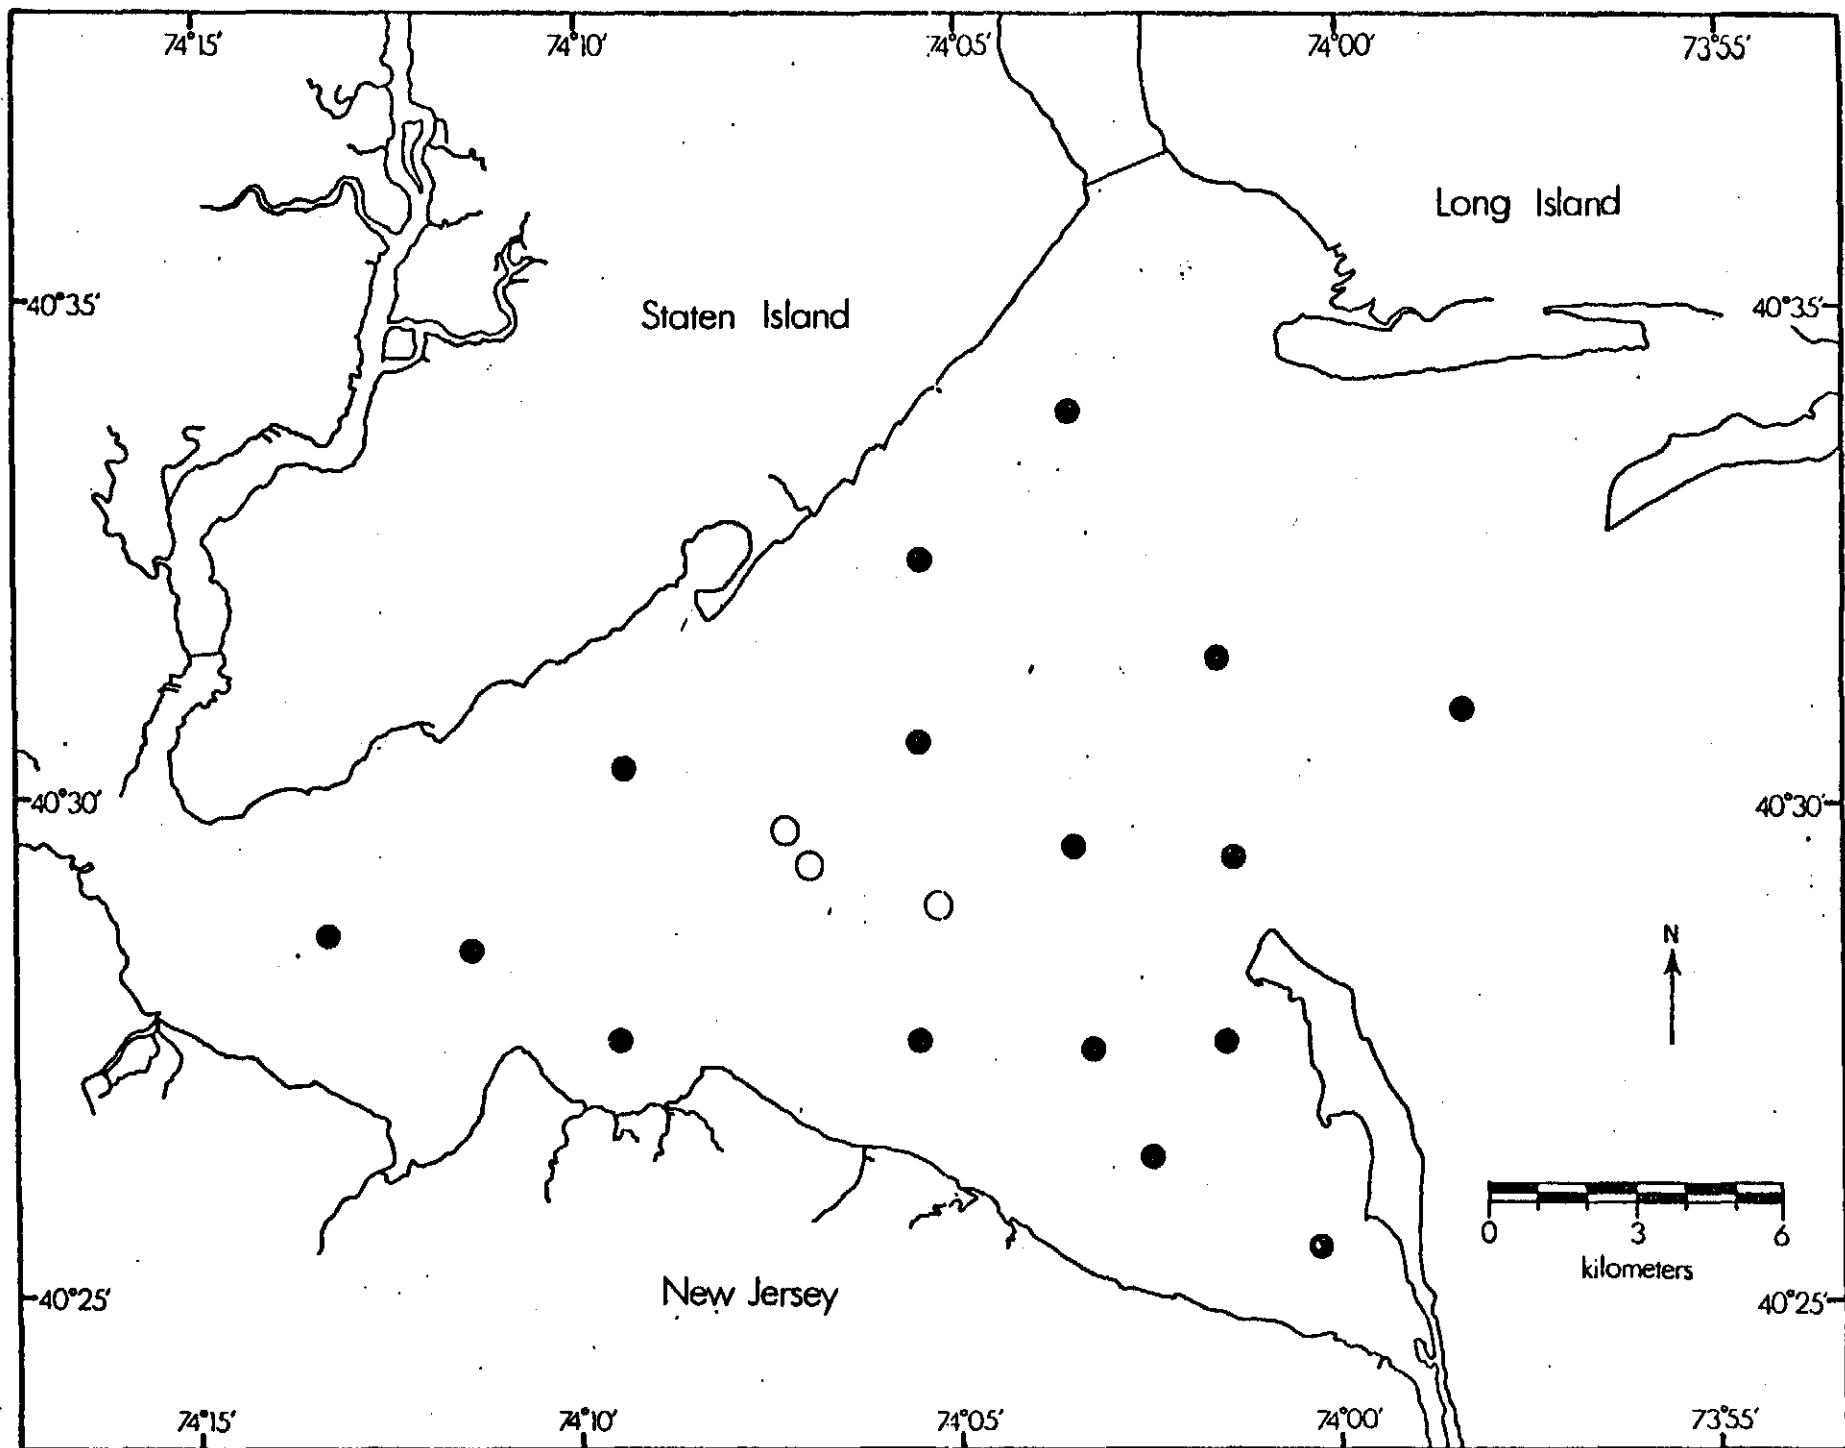 74°15' 74°10' 74°05' 74°00' 73°55'
Long Island
40°35' Staten Island 40°35'
40°30' 40°30'
N
0 3 6
kilometers
New Jersey
40°25' 40°25'
74°15' 74°10' 74°05' 74°00' 73°55'